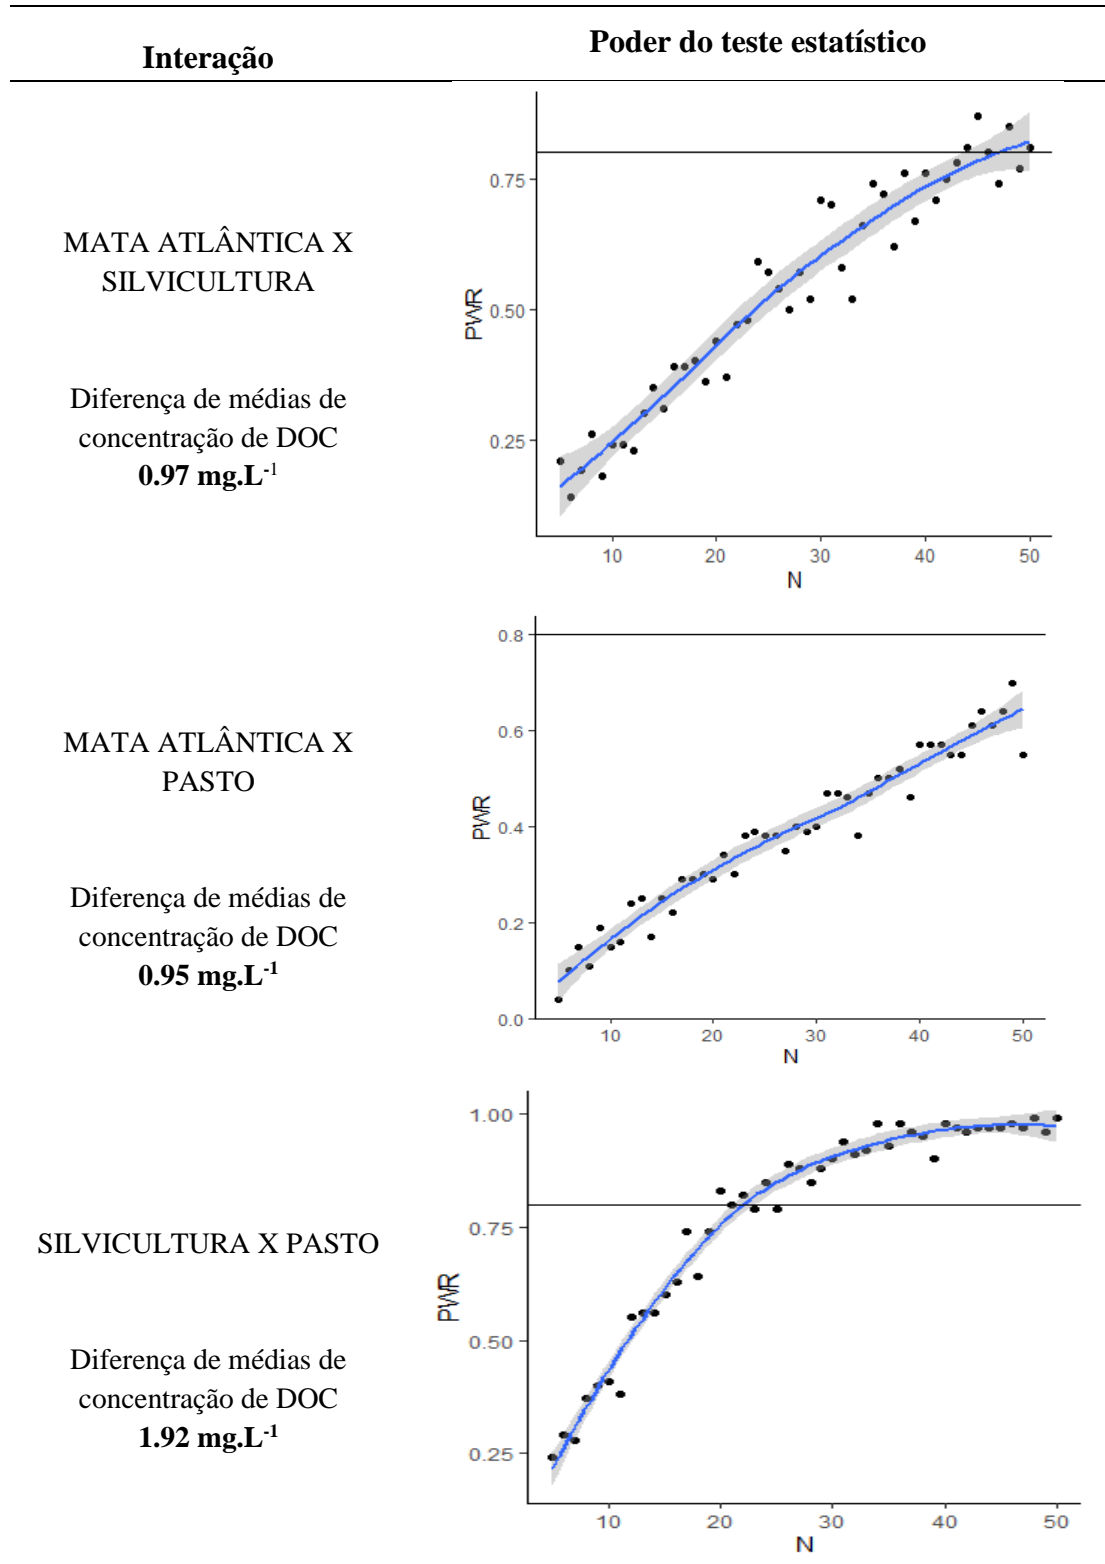 Interação
Poder do teste estatístico
MATA ATLÂNTICA X
SILVICULTURA
Diferença de médias de
concentração de DOC
0.97 mg.L-1
PWR
0.75
0.50
0.25
10 20 30 40 50
N
MATA ATLÂNTICA X
PASTO
Diferença de médias de
concentração de DOC
0.95 mg.L-1
PWR
0.8
0.6
0.4
0.2
0.0
10 20 30 40 50
N
SILVICULTURA X PASTO
Diferença de médias de
concentração de DOC
1.92 mg.L-1
PWR
1.00
0.75
0.50
0.25
10 20 30 40 50
N